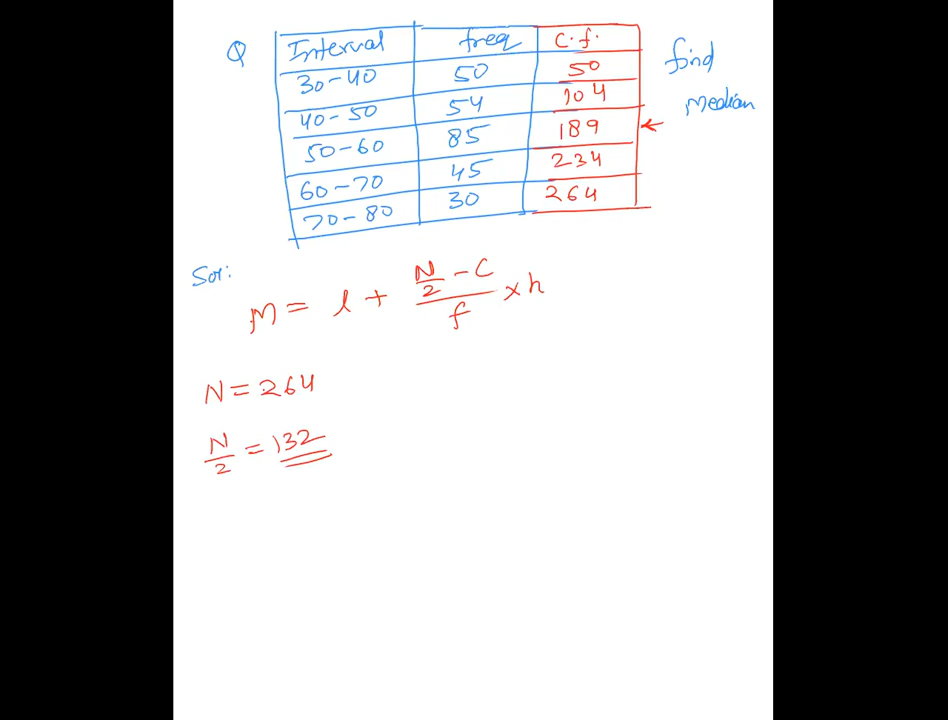 Q Interval freq c.f. find Median
30-40 50 50
40-50 54 104
50-60 85 189 ←
60-70 45 234
70-80 30 264
Sol:
M = l + (N/2 - C)/f × h
N = 264
N/2 = 132